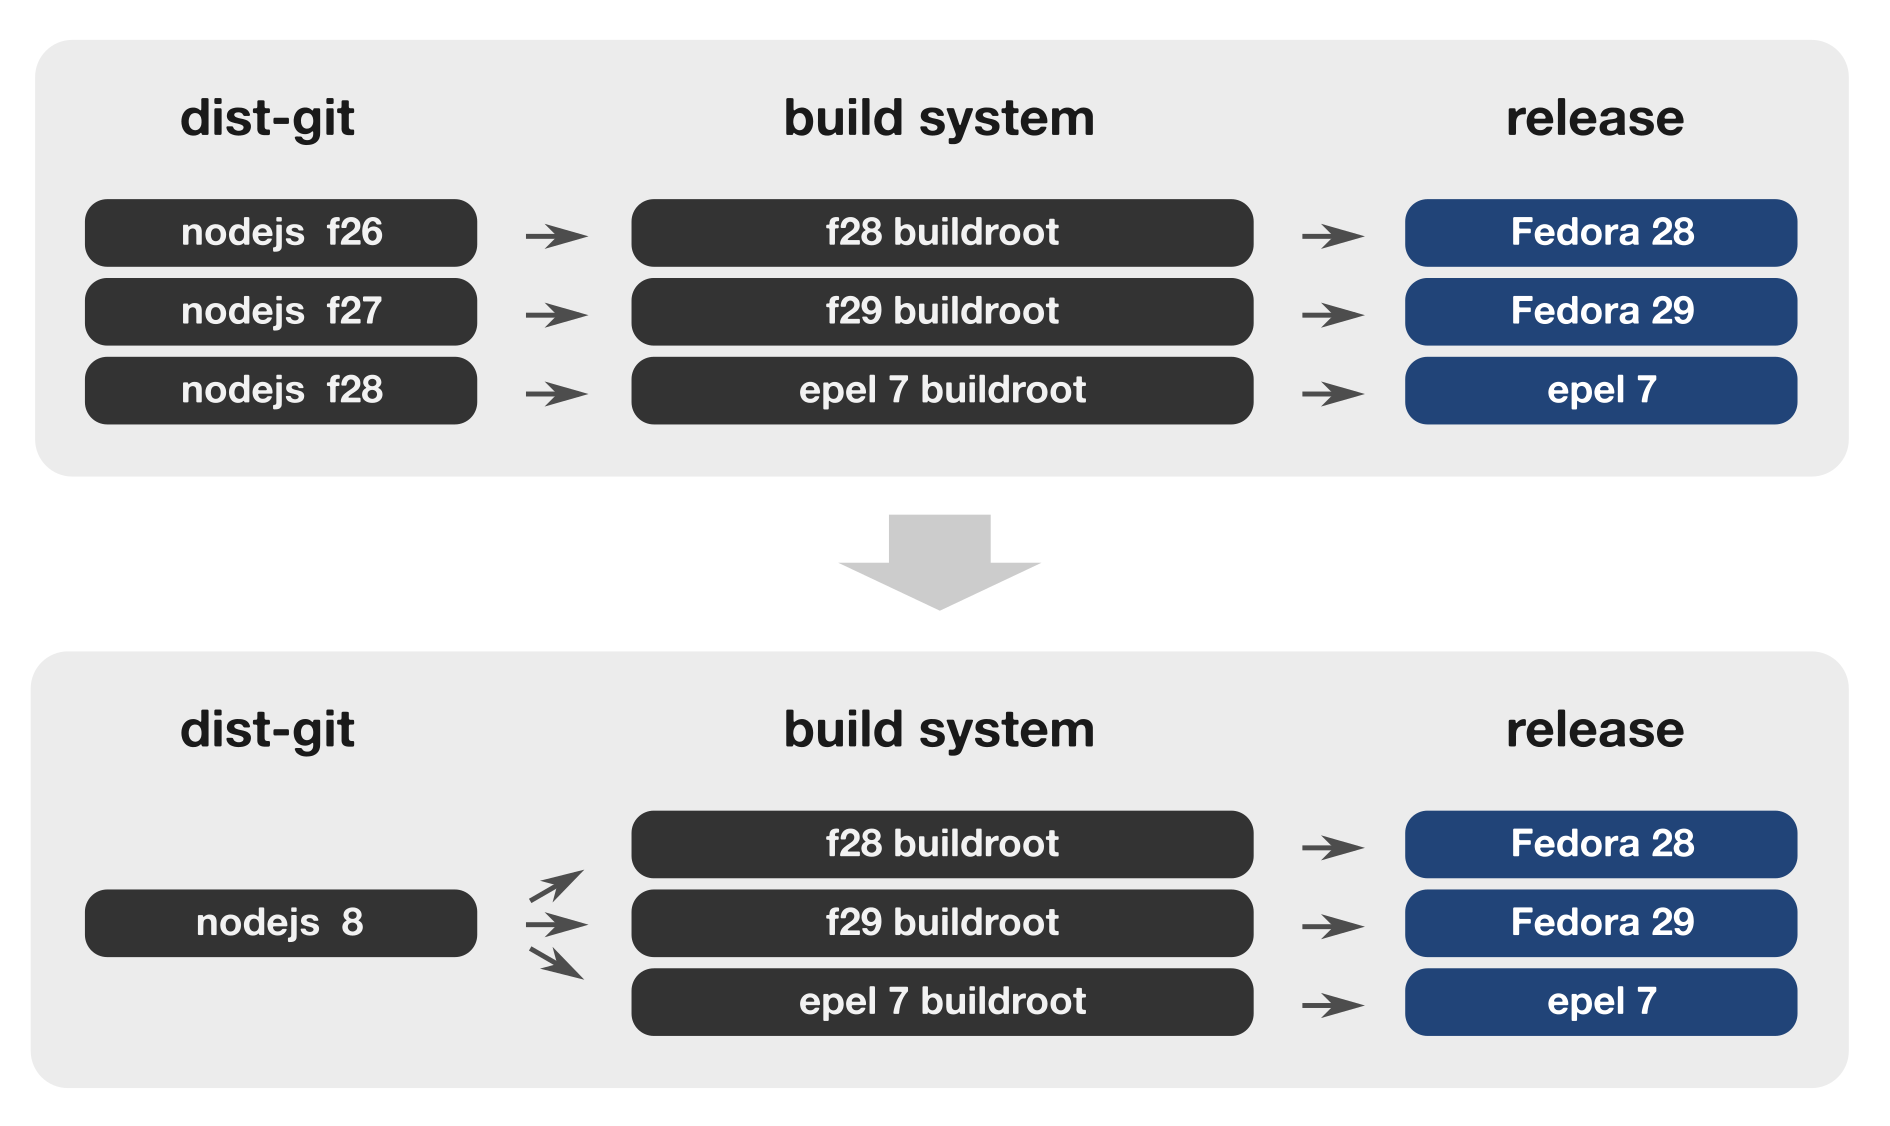 dist-git build system release
nodejs f26 f28 buildroot Fedora 28
nodejs f27 f29 buildroot Fedora 29
nodejs f28 epel 7 buildroot epel 7
dist-git build system release
f28 buildroot Fedora 28
nodejs 8 f29 buildroot Fedora 29
epel 7 buildroot epel 7